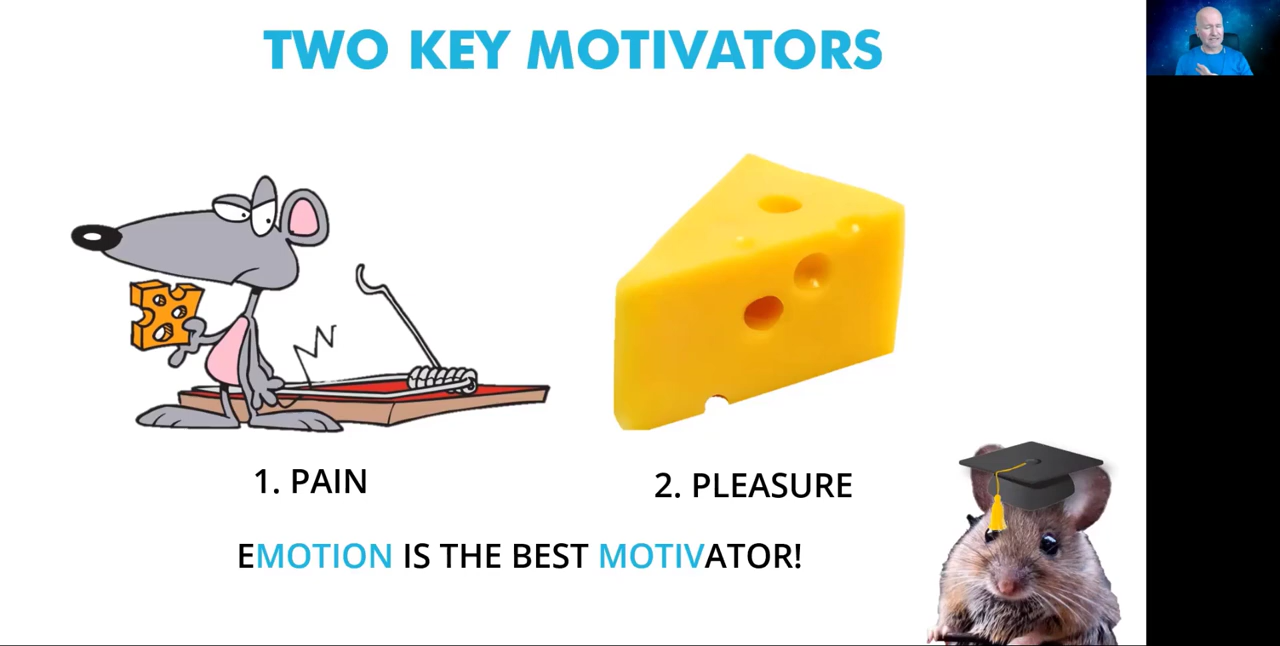 TWO KEY MOTIVATORS
1. PAIN
2. PLEASURE
EMOTION IS THE BEST MOTIVATOR!